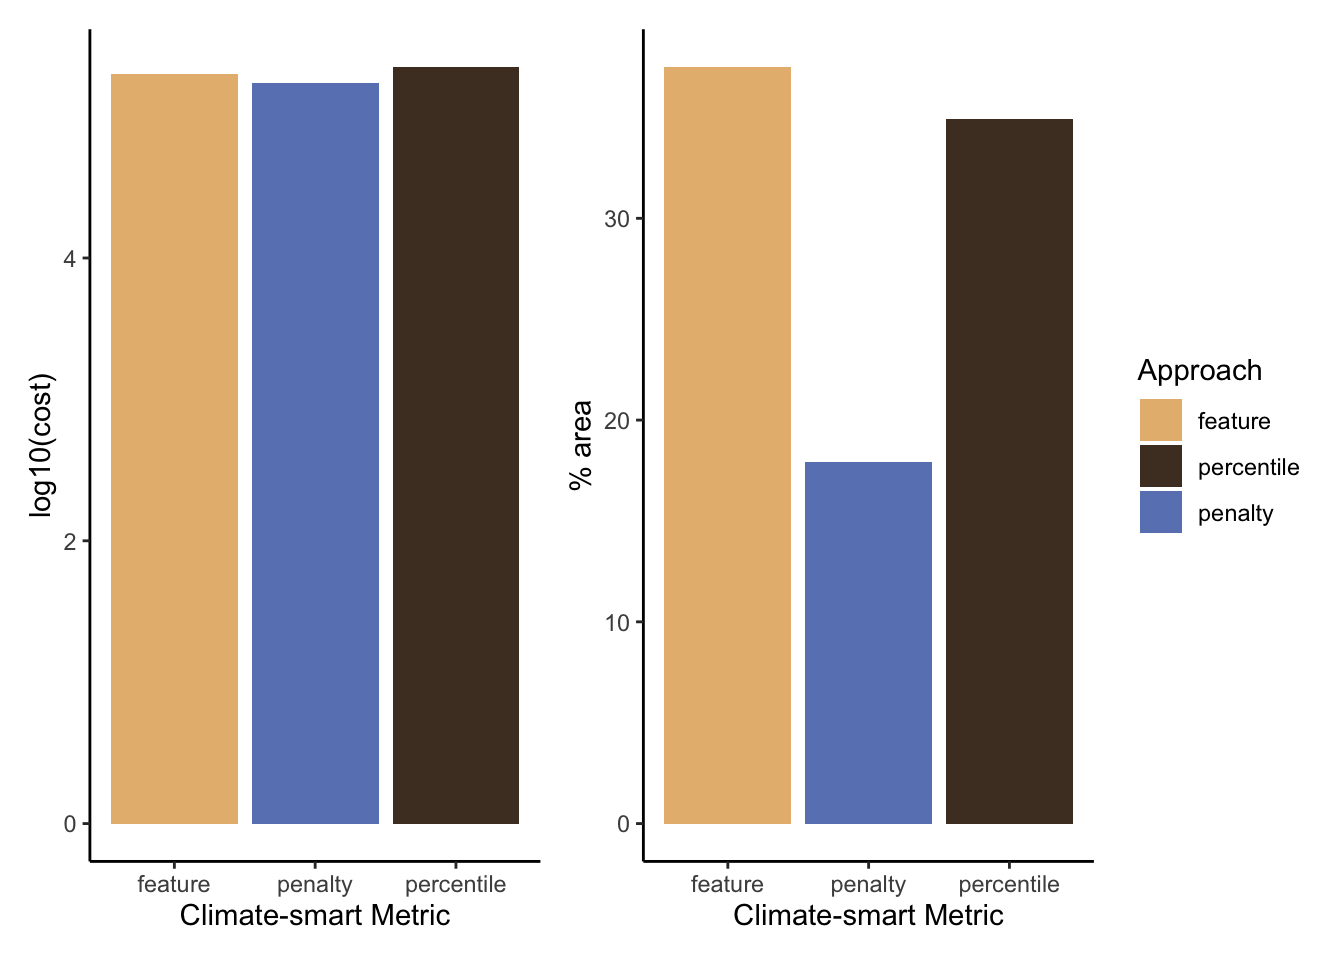 log10(cost)
4
2
0
feature penalty percentile
Climate-smart Metric
% area
30
20
10
0
feature penalty percentile
Climate-smart Metric
Approach
feature
percentile
penalty